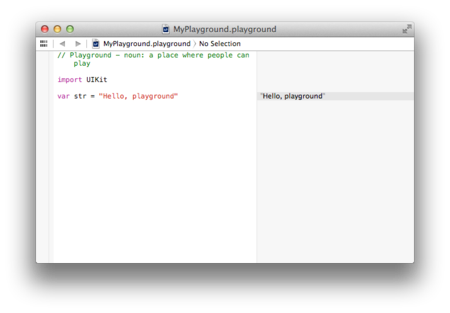 MyPlayground.playground
MyPlayground.playground › No Selection
// Playground – noun: a place where people can
play
import UIKit
var str = "Hello, playground"
"Hello, playground"